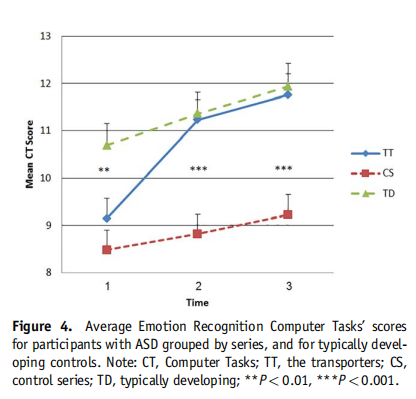 13
12
11
10
9
8
Mean CT Score
**
***
***
1 2 3
Time
TT
CS
TD
Figure 4. Average Emotion Recognition Computer Tasks' scores
for participants with ASD grouped by series, and for typically devel-
oping controls. Note: CT, Computer Tasks; TT, the transporters; CS,
control series; TD, typically developing; **P < 0.01, ***P < 0.001.